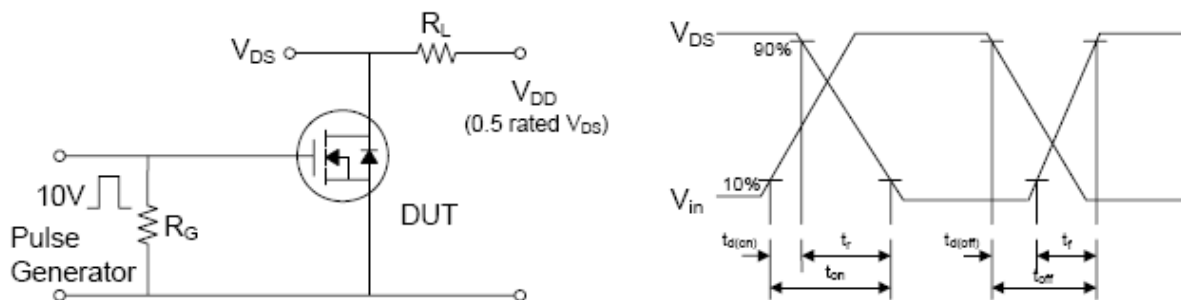 RL
VDS
VDD
(0.5 rated VDS)
10V
RG
DUT
Pulse
Generator
VDS
90%
10%
Vin
td(on)
tr
ton
td(off)
tf
toff